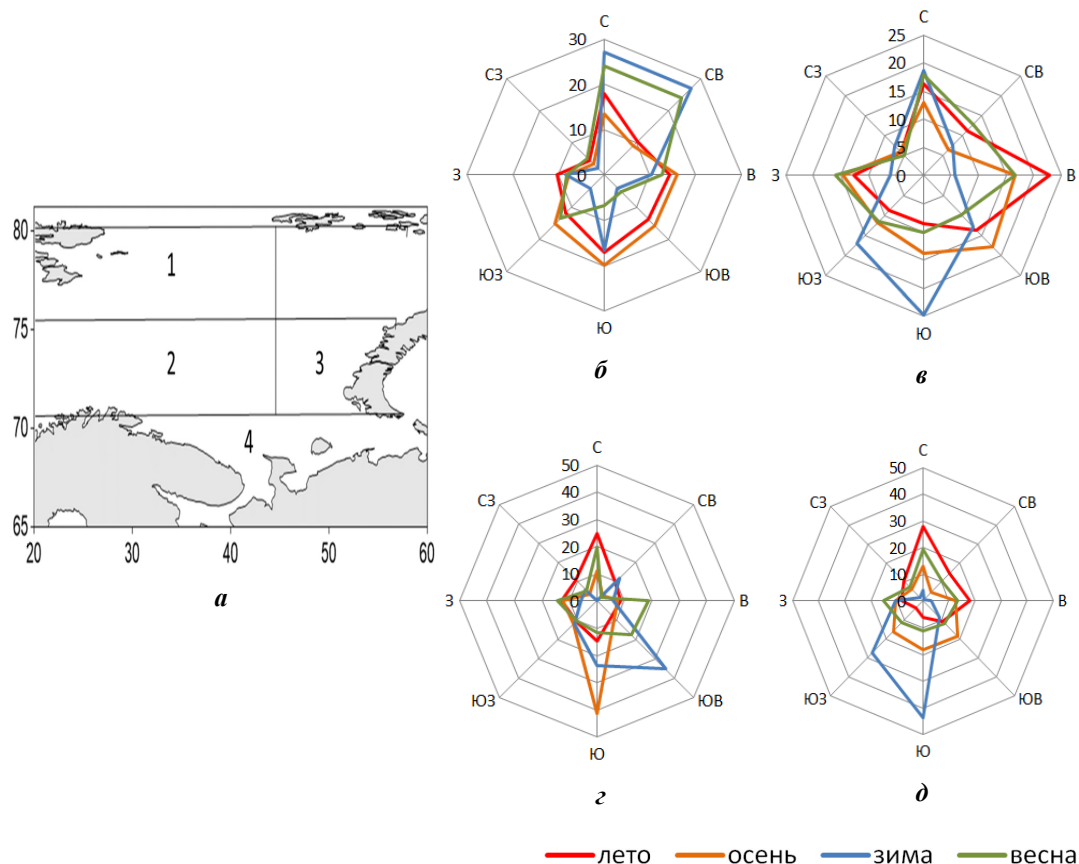 С
30
20
10
0
СЗ
СВ
З
В
ЮЗ
ЮВ
Ю
б
С
25
20
15
10
5
0
СЗ
СВ
З
В
ЮЗ
ЮВ
Ю
в
80
75
70
65
20
30
40
50
60
1
2
3
4
а
С
50
40
30
20
10
0
СЗ
СВ
З
В
ЮЗ
ЮВ
Ю
г
С
50
40
30
20
10
0
СЗ
СВ
З
В
ЮЗ
ЮВ
Ю
д
лето осень зима весна